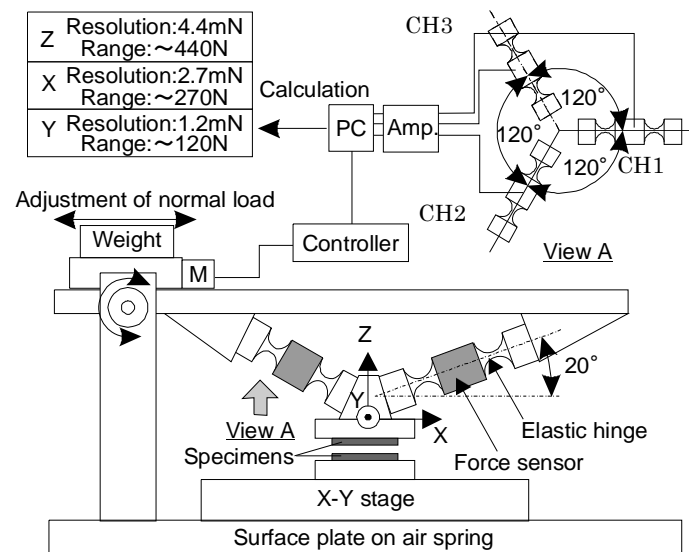 Z
Resolution:4.4mN
Range:~440N
X
Resolution:2.7mN
Range:~270N
Y
Resolution:1.2mN
Range:~120N
Calculation
PC
Amp.
CH3
120°
120°
120°
CH1
CH2
View A
Adjustment of normal load
Weight
M
Controller
Z
Y
X
20°
View A
Specimens
Elastic hinge
Force sensor
X-Y stage
Surface plate on air spring